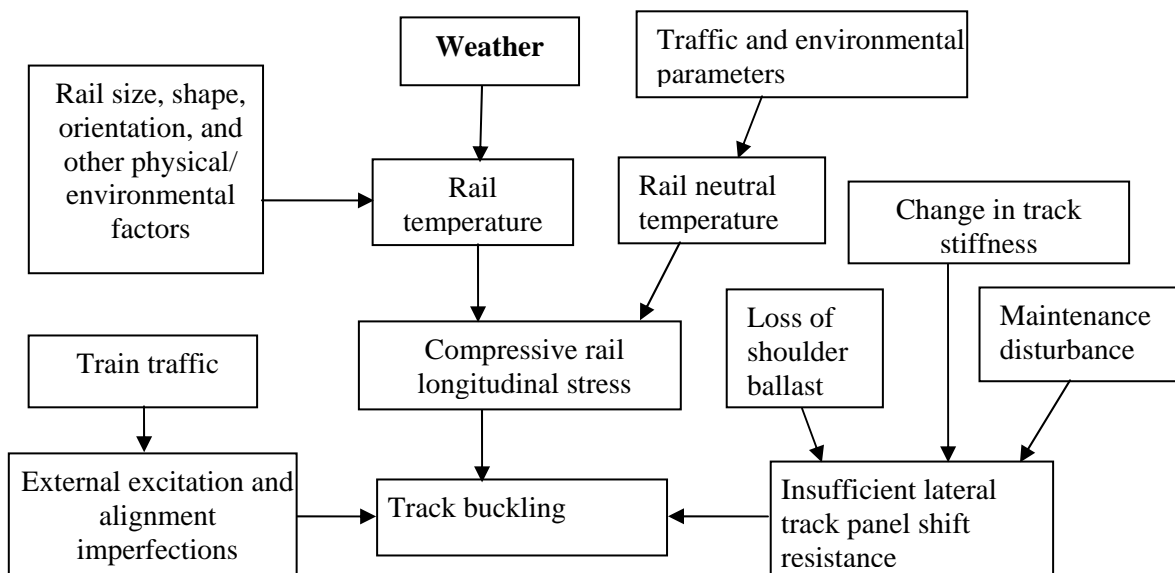 Weather
Traffic and environmental
parameters
Rail size, shape,
orientation, and
other physical/
environmental
factors
Rail
temperature
Rail neutral
temperature
Change in track
stiffness
Loss of
shoulder
ballast
Maintenance
disturbance
Train traffic
Compressive rail
longitudinal stress
External excitation and
alignment
imperfections
Track buckling
Insufficient lateral
track panel shift
resistance